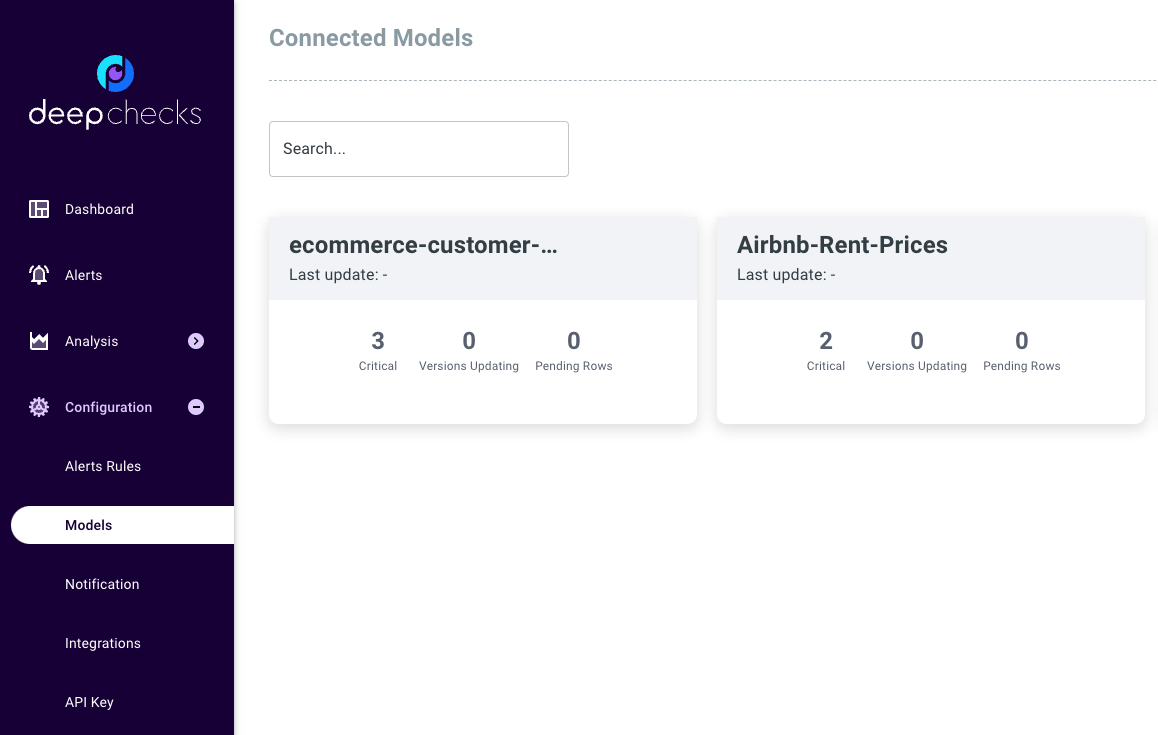 deepchecks
Dashboard
Alerts
Analysis
Configuration
Alerts Rules
Models
Notification
Integrations
API Key
Connected Models
Search...
ecommerce-customer-...
Last update: -
3
0
0
Critical
Versions Updating
Pending Rows
Airbnb-Rent-Prices
Last update: -
2
0
0
Critical
Versions Updating
Pending Rows